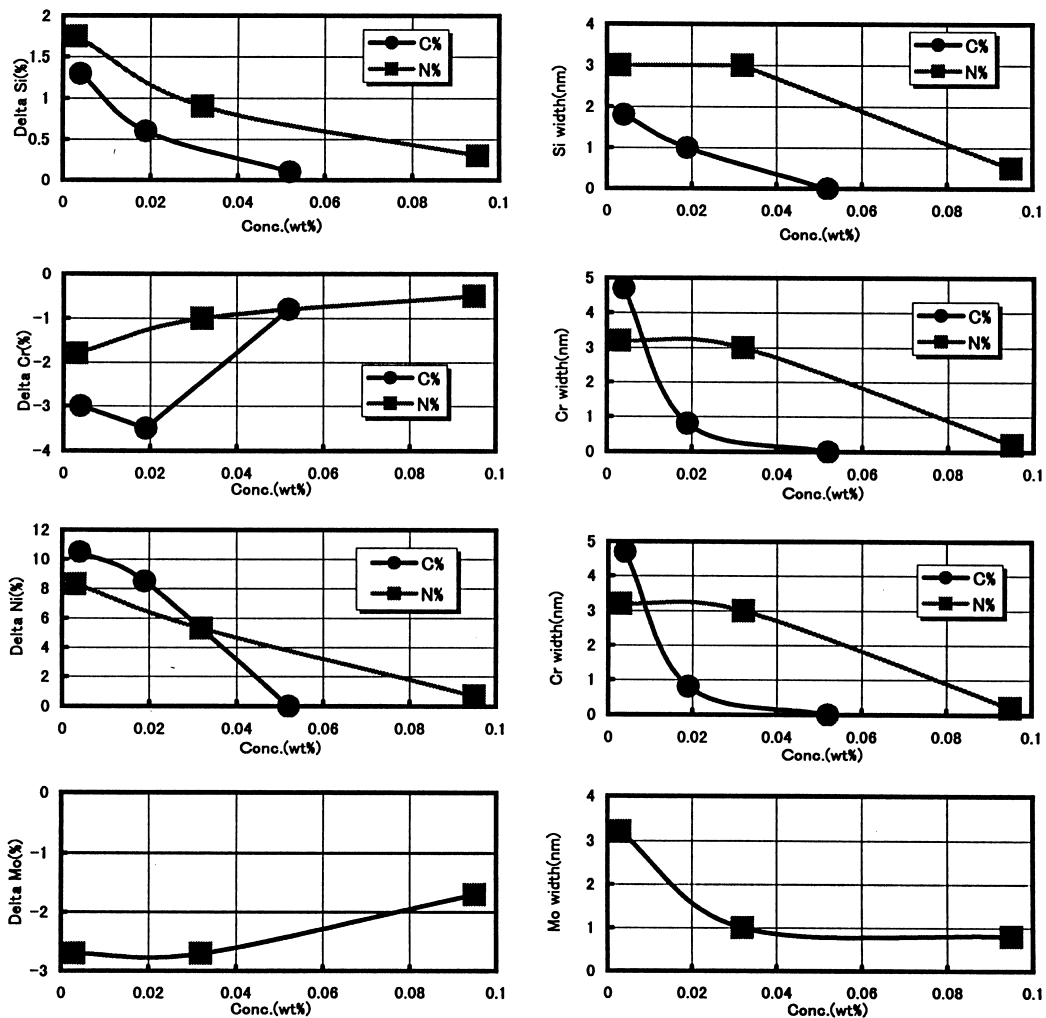 Delta Si(%)
2
1.5
1
0.5
0
0 0.02 0.04 0.06 0.08 0.1
Conc.(wt%)
C%
N%
Si width(nm)
4
3
2
1
0
0 0.02 0.04 0.06 0.08 0.1
Conc.(wt%)
C%
N%
Delta Cr(%)
0
-1
-2
-3
-4
0 0.02 0.04 0.06 0.08 0.1
Conc.(wt%)
C%
N%
Cr width(nm)
5
4
3
2
1
0
0 0.02 0.04 0.06 0.08 0.1
Conc.(wt%)
C%
N%
Delta Ni(%)
12
10
8
6
4
2
0
0 0.02 0.04 0.06 0.08 0.1
Conc.(wt%)
C%
N%
Cr width(nm)
5
4
3
2
1
0
0 0.02 0.04 0.06 0.08 0.1
Conc.(wt%)
C%
N%
Delta Mo(%)
0
-1
-2
-3
0 0.02 0.04 0.06 0.08 0.1
Conc.(wt%)
Mo width(nm)
4
3
2
1
0
0 0.02 0.04 0.06 0.08 0.1
Conc.(wt%)